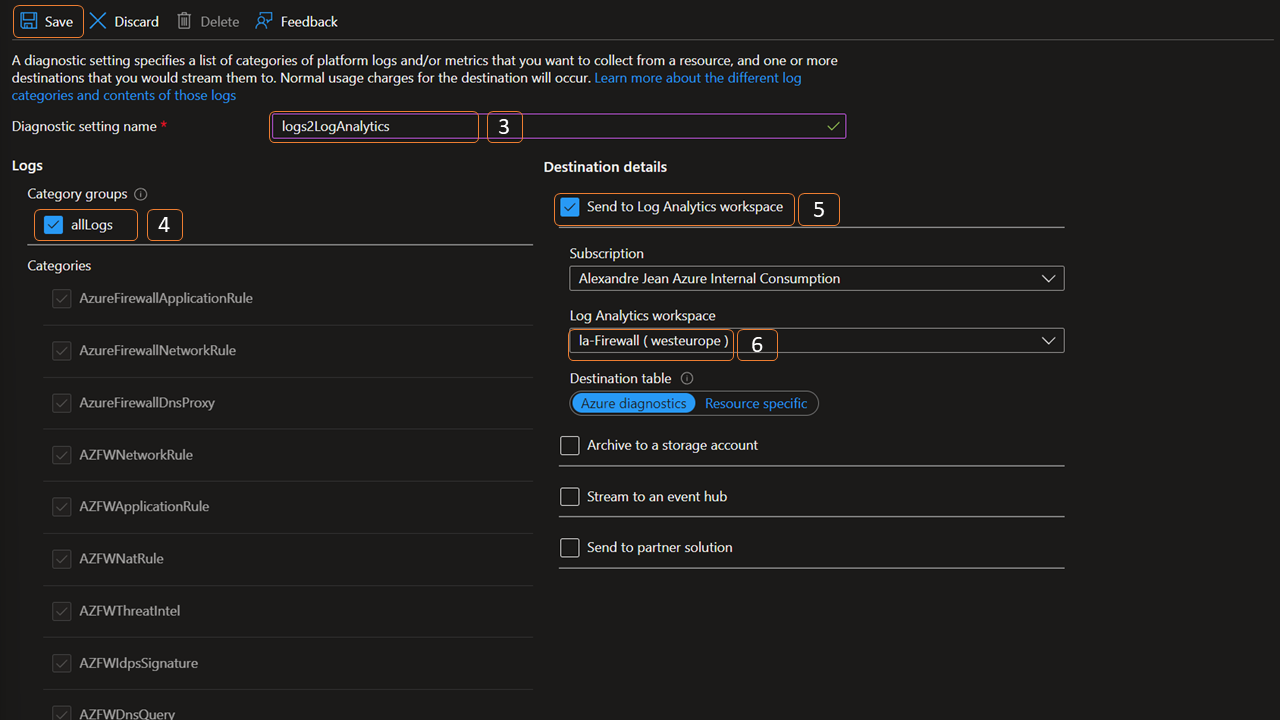 Save Discard Delete Feedback
A diagnostic setting specifies a list of categories of platform logs and/or metrics that you want to collect from a resource, and one or more
destinations that you would stream them to. Normal usage charges for the destination will occur. Learn more about the different log
categories and contents of those logs
Diagnostic setting name * logs2LogAnalytics 3
Logs
Category groups
allLogs 4
Categories
AzureFirewallApplicationRule
AzureFirewallNetworkRule
AzureFirewallDnsProxy
AZFWNetworkRule
AZFWApplicationRule
AZFWNatRule
AZFWThreatIntel
AZFWIdpsSignature
AZFWDnsQuery
Destination details
Send to Log Analytics workspace 5
Subscription
Alexandre Jean Azure Internal Consumption
Log Analytics workspace
la-Firewall ( westeurope ) 6
Destination table
Azure diagnostics Resource specific
Archive to a storage account
Stream to an event hub
Send to partner solution